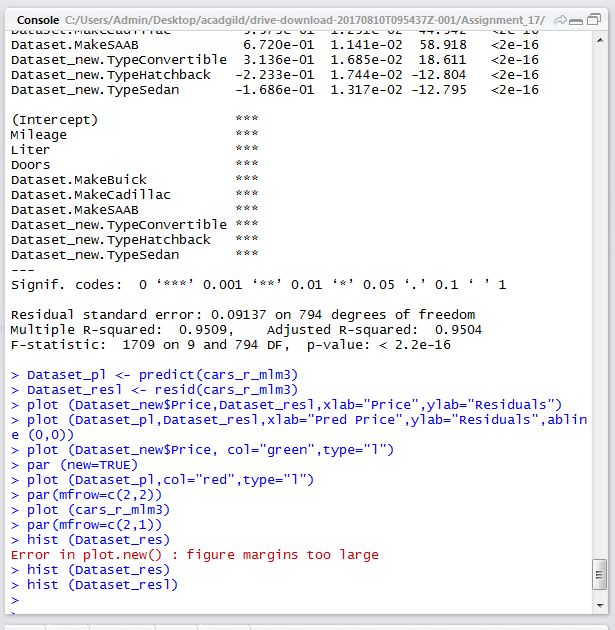 Console C:/Users/Admin/Desktop/acadgild/drive-download-20170810T095437Z-001/Assignment_17/
Dataset.MakeSAAB 6.720e-01 1.141e-02 58.918 <2e-16
Dataset_new.TypeConvertible 3.136e-01 1.685e-02 18.611 <2e-16
Dataset_new.TypeHatchback -2.233e-01 1.744e-02 -12.804 <2e-16
Dataset_new.TypeSedan -1.686e-01 1.317e-02 -12.795 <2e-16
(Intercept) ***
Mileage ***
Liter ***
Doors ***
Dataset.MakeBuick ***
Dataset.MakeCadillac ***
Dataset.MakeSAAB ***
Dataset_new.TypeConvertible ***
Dataset_new.TypeHatchback ***
Dataset_new.TypeSedan ***
---
Signif. codes: 0 ‘***’ 0.001 ‘**’ 0.01 ‘*’ 0.05 ‘.’ 0.1 ‘ ’ 1
Residual standard error: 0.09137 on 794 degrees of freedom
Multiple R-squared: 0.9509, Adjusted R-squared: 0.9504
F-statistic: 1709 on 9 and 794 DF, p-value: < 2.2e-16
> Dataset_pl <- predict(cars_r_mlm3)
> Dataset_resl <- resid(cars_r_mlm3)
> plot (Dataset_new$Price,Dataset_resl,xlab="Price",ylab="Residuals")
> plot (Dataset_pl,Dataset_resl,xlab="Pred Price",ylab="Residuals",ablin
e (0,0))
> plot (Dataset_new$Price, col="green",type="l")
> par (new=TRUE)
> plot (Dataset_pl,col="red",type="l")
> par(mfrow=c(2,2))
> plot (cars_r_mlm3)
> par(mfrow=c(2,1))
> hist (Dataset_res)
Error in plot.new() : figure margins too large
> hist (Dataset_res)
> hist (Dataset_resl)
>
>